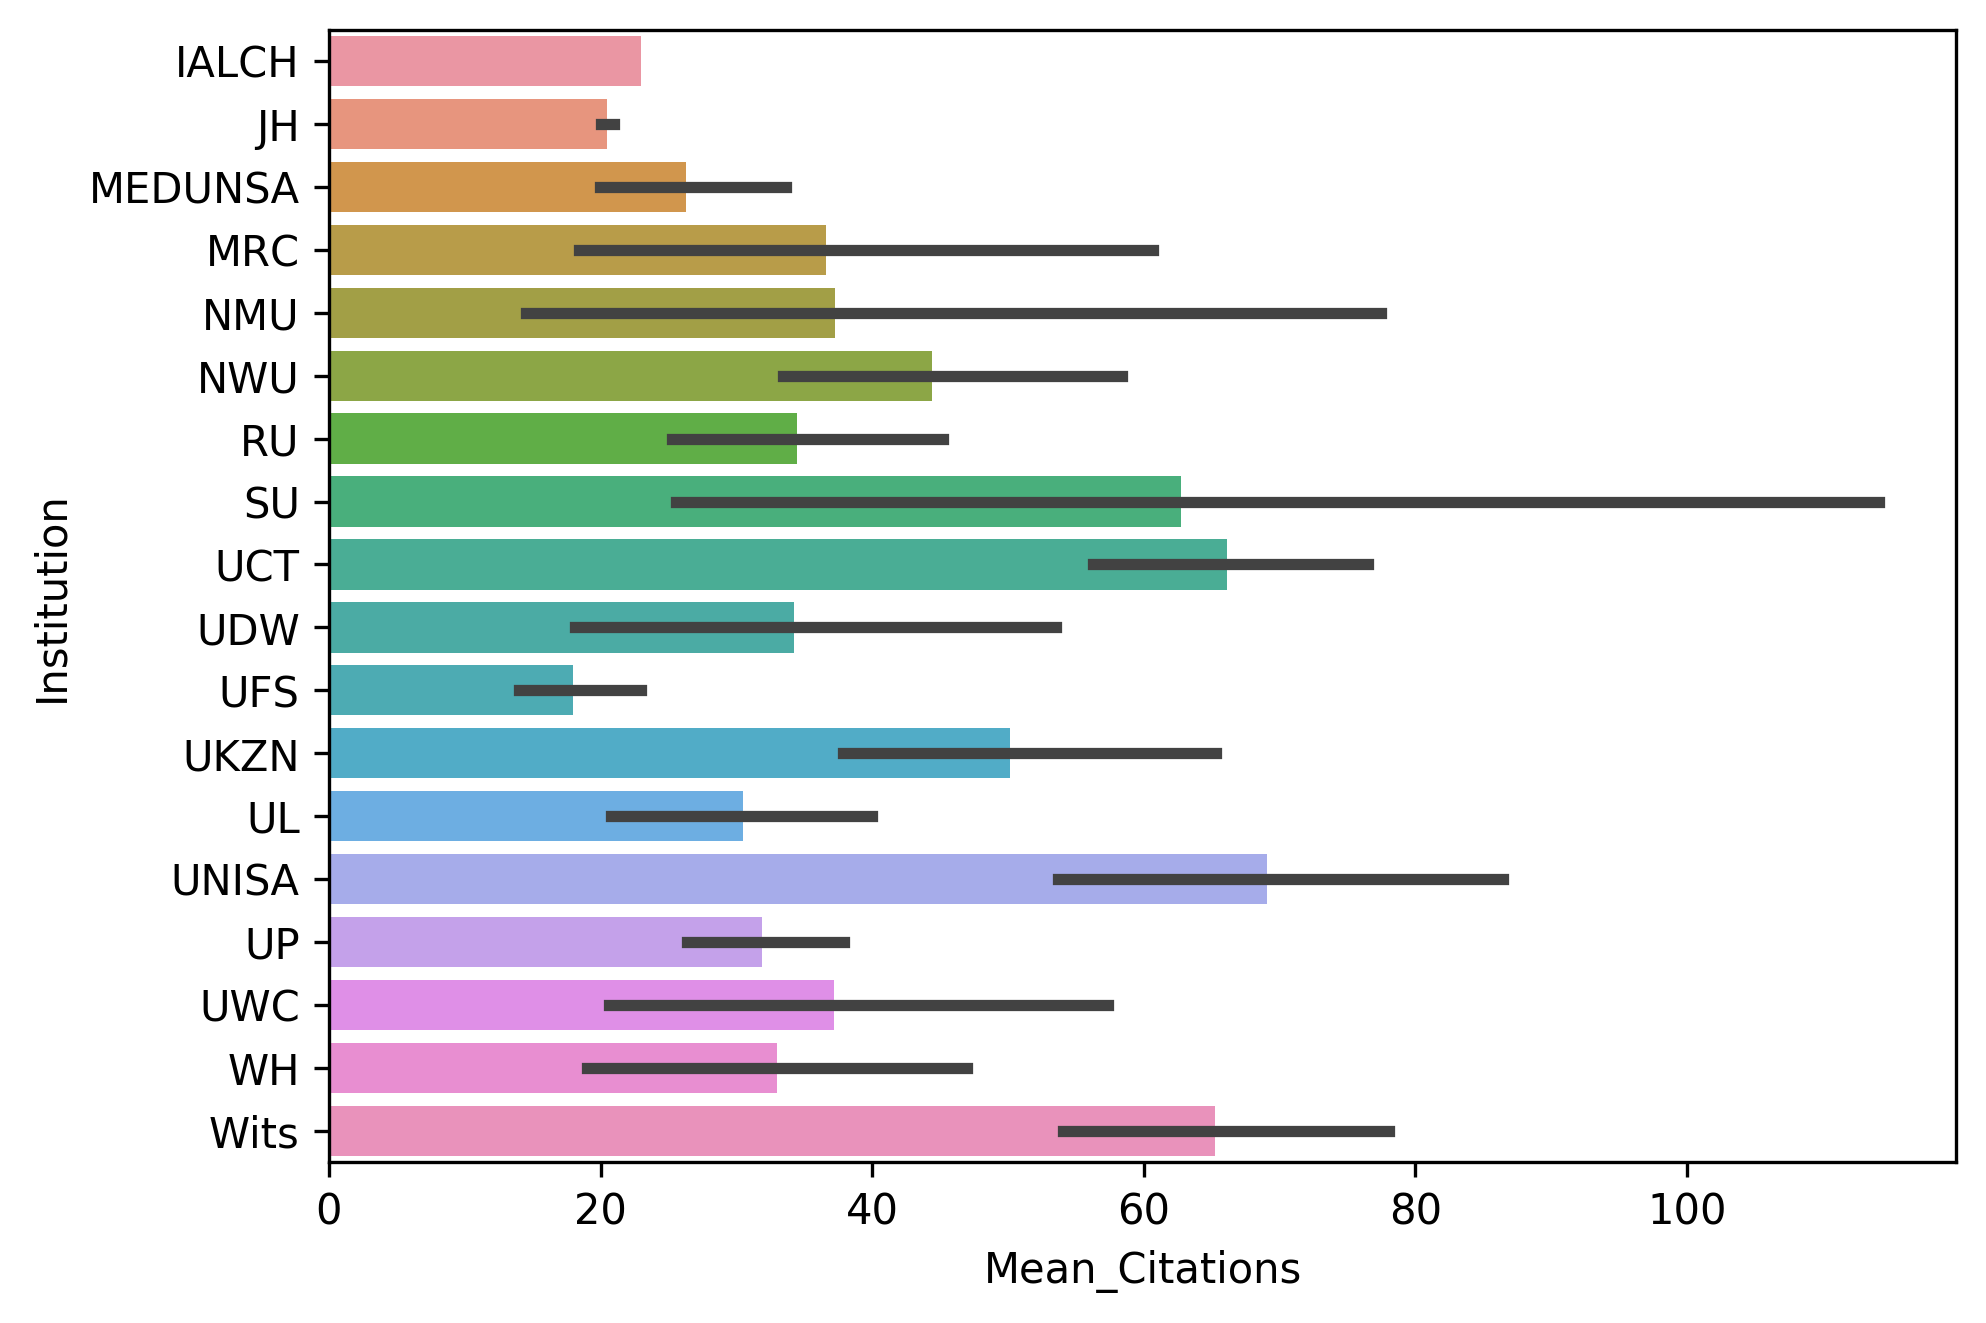 IALCH
JH
MEDUNSA
MRC
NMU
NWU
RU
SU
UCT
UDW
UFS
UKZN
UL
UNISA
UP
UWC
WH
Wits
Institution
0 20 40 60 80 100
Mean_Citations